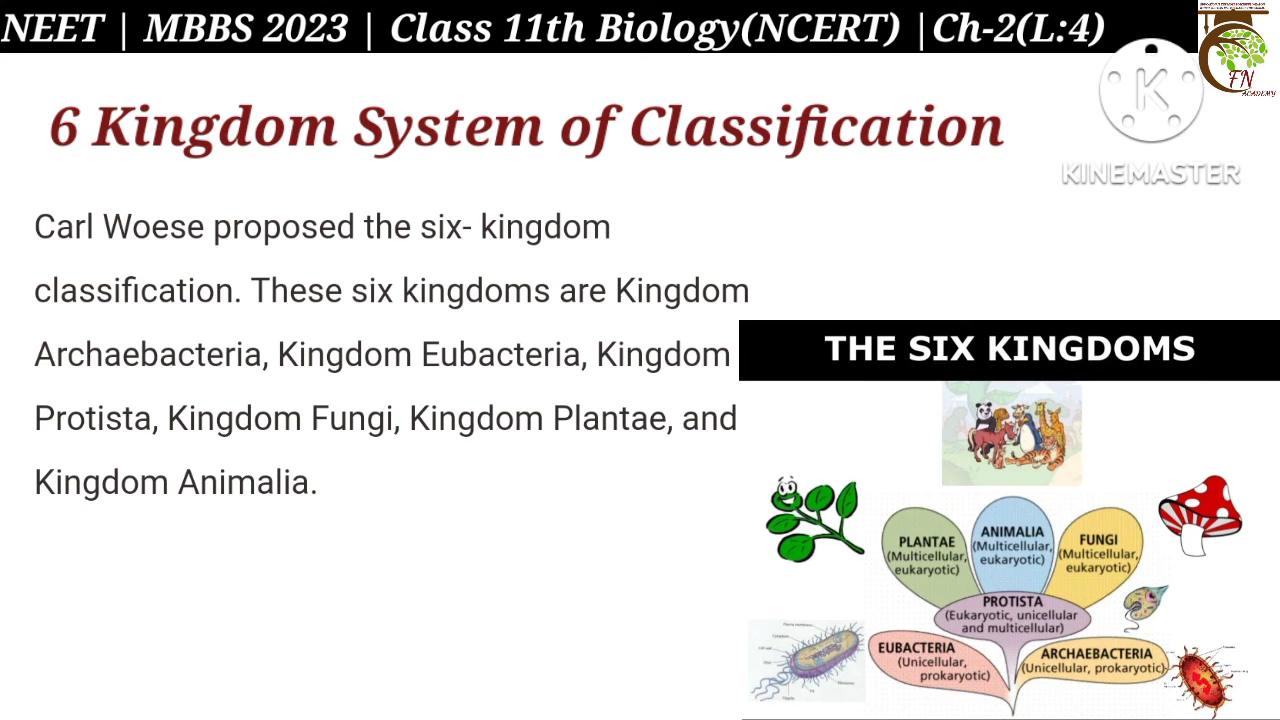 NEET | MBBS 2023 | Class 11th Biology(NCERT) |Ch-2(L:4)
FN
ACADEMY
K
KINEMASTER
6 Kingdom System of Classification
Carl Woese proposed the six- kingdom
classification. These six kingdoms are Kingdom
Archaebacteria, Kingdom Eubacteria, Kingdom
Protista, Kingdom Fungi, Kingdom Plantae, and
Kingdom Animalia.
THE SIX KINGDOMS
PLANTAE
(Multicellular,
eukaryotic)
ANIMALIA
(Multicellular,
eukaryotic)
FUNGI
(Multicellular,
eukaryotic)
PROTISTA
(Eukaryotic, unicellular
and multicellular)
EUBACTERIA
(Unicellular,
prokaryotic)
ARCHAEBACTERIA
(Unicellular, prokaryotic)